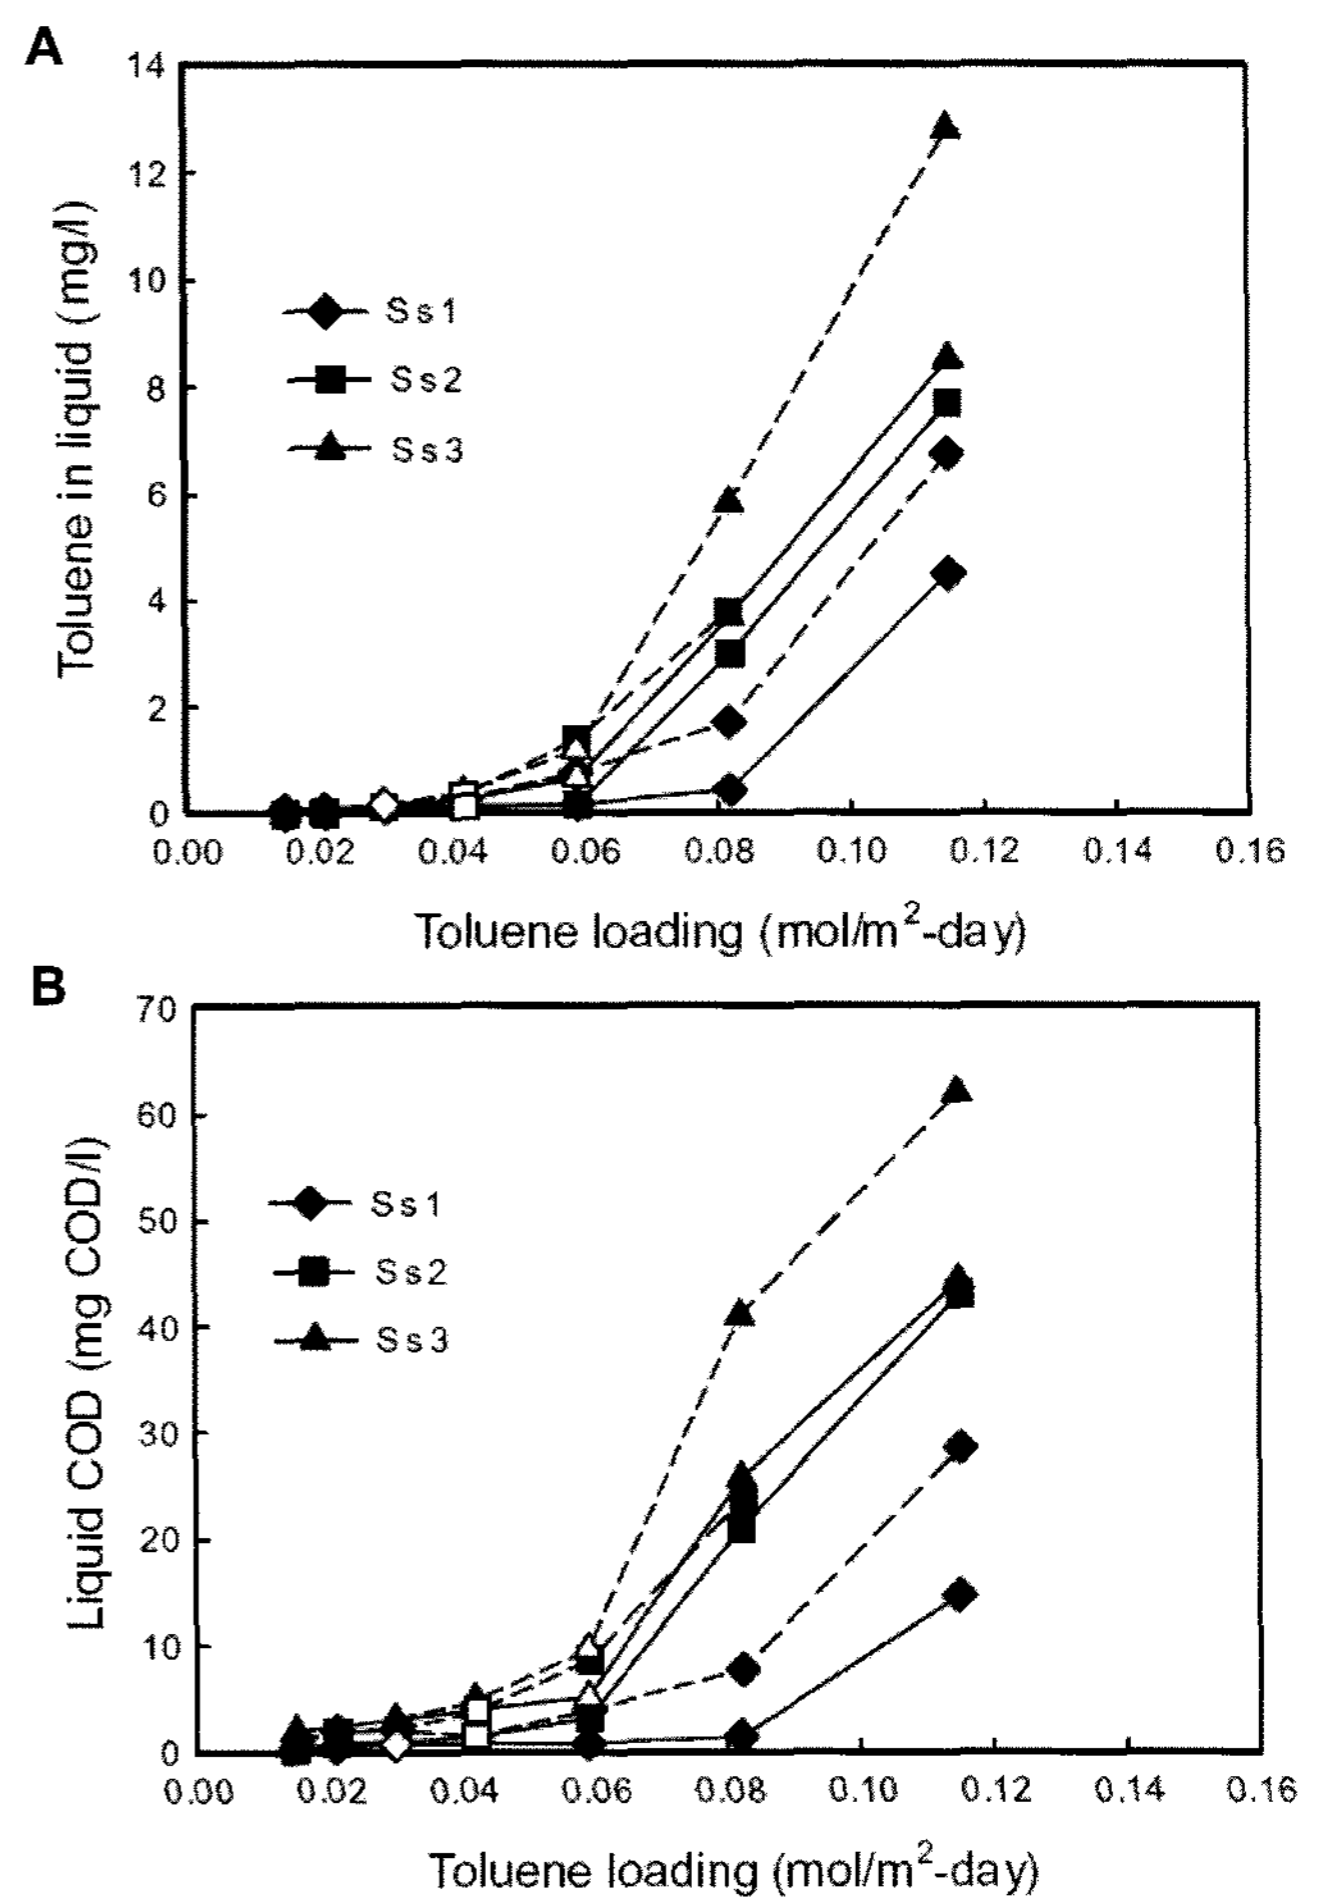 A
14
12
10
8
6
4
2
0
Toluene in liquid (mg/l)
Ss1
Ss2
Ss3
0.00 0.02 0.04 0.06 0.08 0.10 0.12 0.14 0.16
Toluene loading (mol/m²-day)
B
70
60
50
40
30
20
10
0
Liquid COD (mg COD/l)
Ss1
Ss2
Ss3
0.00 0.02 0.04 0.06 0.08 0.10 0.12 0.14 0.16
Toluene loading (mol/m²-day)